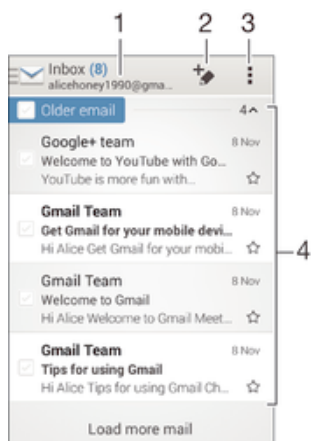 1 2 3
Inbox (8)
alicehoney1990@gma...
Older email 4
Google+ team 8 Nov
Welcome to YouTube with Go...
YouTube is more fun with...
Gmail Team 8 Nov
Get Gmail for your mobile devi...
Hi Alice Get Gmail for your mobi...
4
Gmail Team 8 Nov
Welcome to Gmail
Hi Alice Welcome to Gmail Meet...
Gmail Team 8 Nov
Tips for using Gmail
Hi Alice Tips for using Gmail Ch...
Load more mail